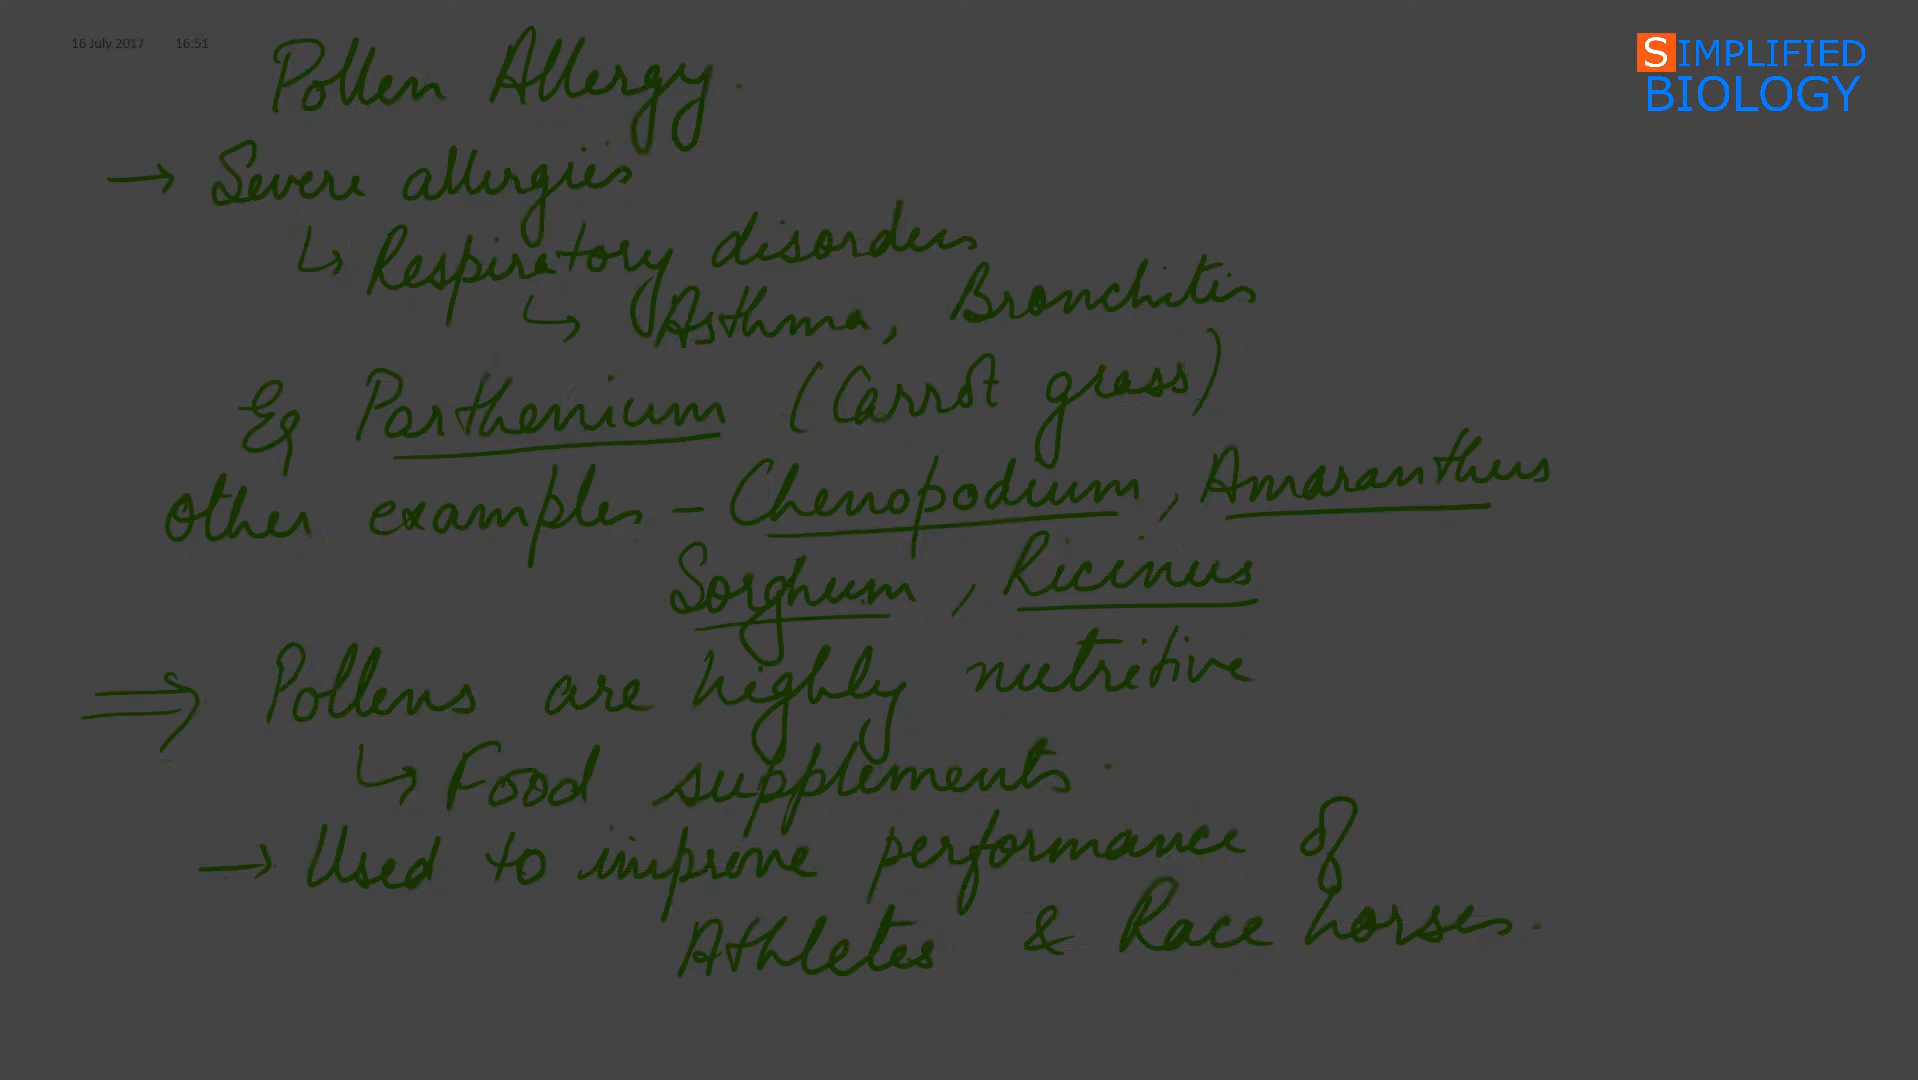 16 July 2017 16:51
SIMPLIFIED
BIOLOGY
Pollen Allergy.
→ Severe allergies
↳ Respiratory disorders
↳ Asthma, Bronchitis
Eg Parthenium (Carrot grass)
Other examples - Chenopodium, Amaranthus
Sorghum, Ricinus
⇒ Pollens are highly nutritive
↳ Food supplements.
→ Used to improve performance of
Athletes & Race horses.